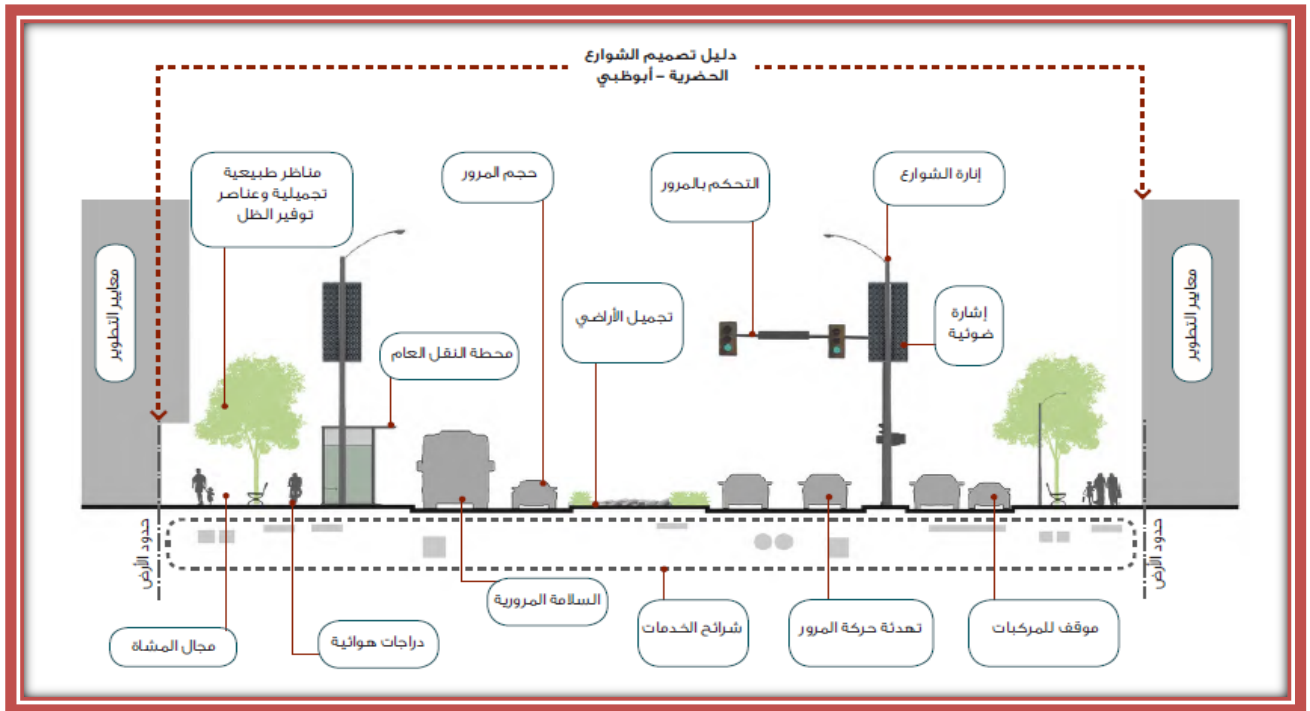 دليل تصميم الشوارع
الحضرية – أبوظبي
إنارة الشوارع
التحكم بالمرور
حجم المرور
مناظر طبيعية
تجميلية وعناصر
توفير الظل
معايير التطوير
إشارة
ضوئية
تجميل الأراضي
محطة النقل العام
معايير التطوير
حدود الأرض
حدود الأرض
موقف للمركبات
تهدئة حركة المرور
شرائح الخدمات
السلامة المرورية
دراجات هوائية
مجال المشاة